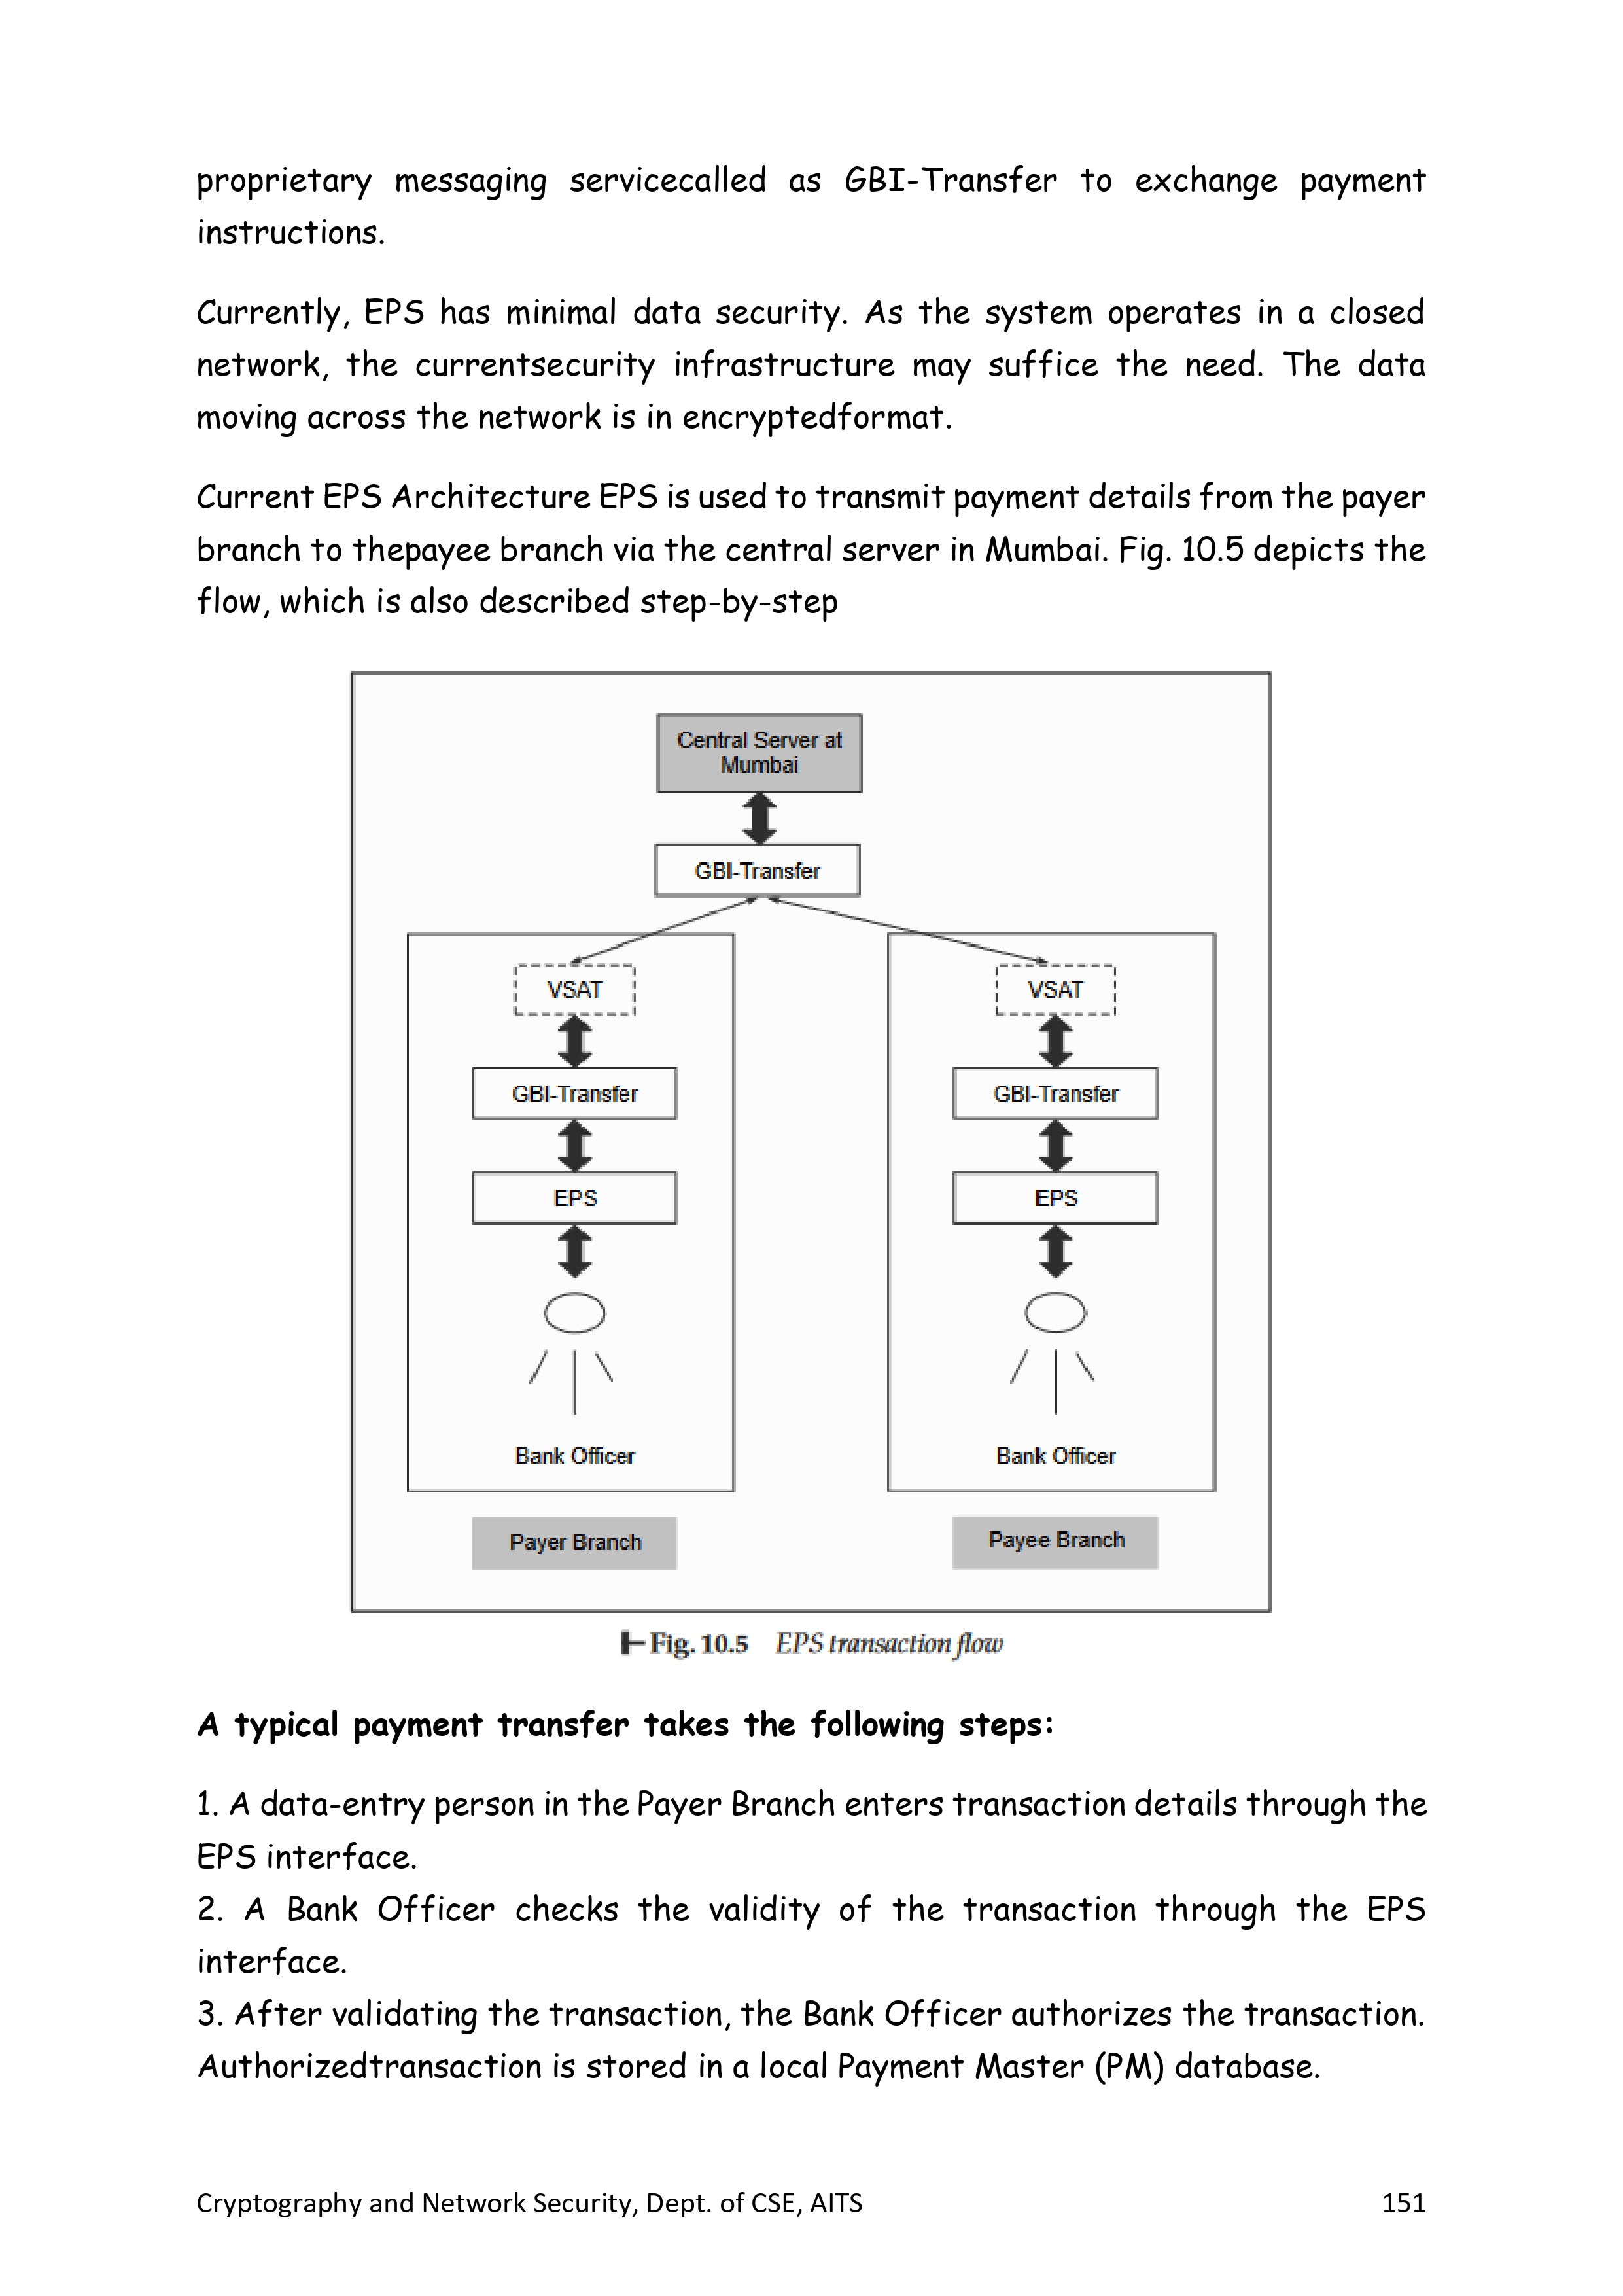 proprietary messaging servicecalled as GBI-Transfer to exchange payment
instructions.
Currently, EPS has minimal data security. As the system operates in a closed
network, the currentsecurity infrastructure may suffice the need. The data
moving across the network is in encryptedformat.
Current EPS Architecture EPS is used to transmit payment details from the payer
branch to thepayee branch via the central server in Mumbai. Fig. 10.5 depicts the
flow, which is also described step-by-step
Central Server at
Mumbai
GBI-Transfer
VSAT
GBI-Transfer
EPS
Bank Officer
Payer Branch
VSAT
GBI-Transfer
EPS
Bank Officer
Payee Branch
Fig. 10.5 EPS transaction flow
A typical payment transfer takes the following steps:
1. A data-entry person in the Payer Branch enters transaction details through the
EPS interface.
2. A Bank Officer checks the validity of the transaction through the EPS
interface.
3. After validating the transaction, the Bank Officer authorizes the transaction.
Authorizedtransaction is stored in a local Payment Master (PM) database.
Cryptography and Network Security, Dept. of CSE, AITS 151